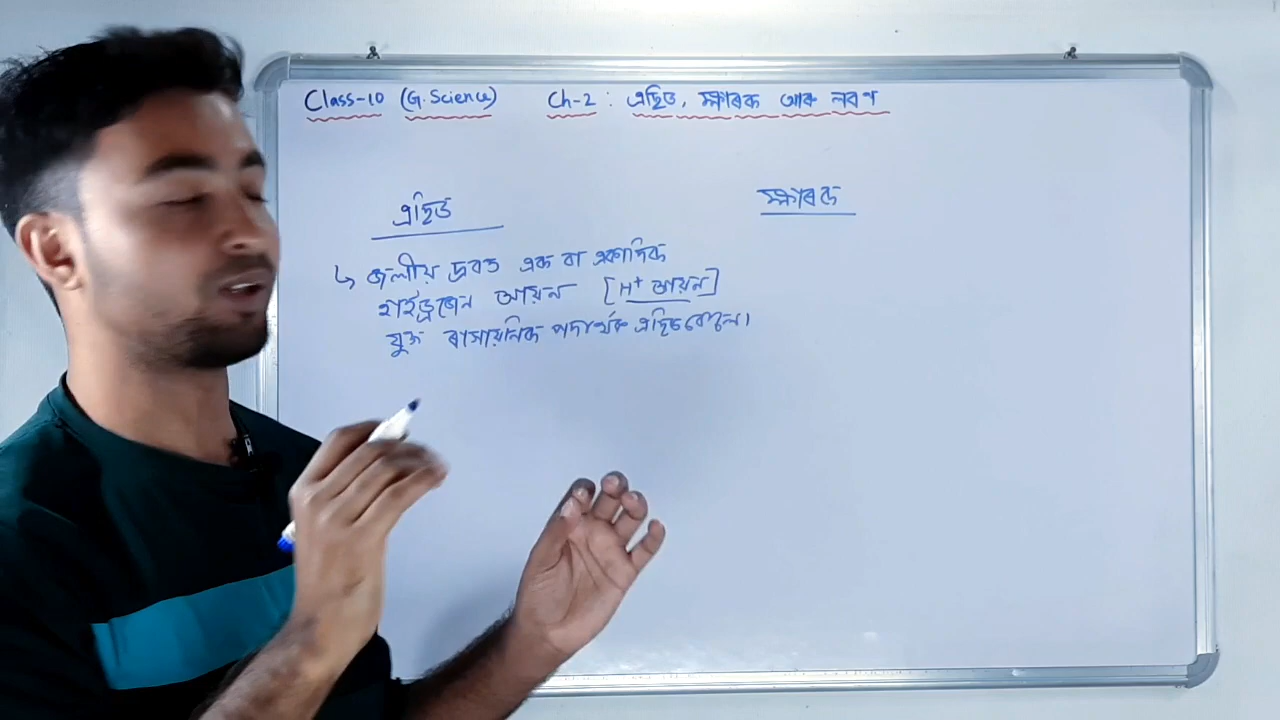 Class-10 (G. Science) Ch-2 : এছিড, ক্ষাৰক আৰু লৱণ
এছিড
ক্ষাৰক
↳ জলীয় দ্ৰৱত এক বা একাধিক
হাইড্ৰজেন আয়ন [H⁺ আয়ন]
যুক্ত ৰাসায়নিক পদাৰ্থক এছিড বোলে।